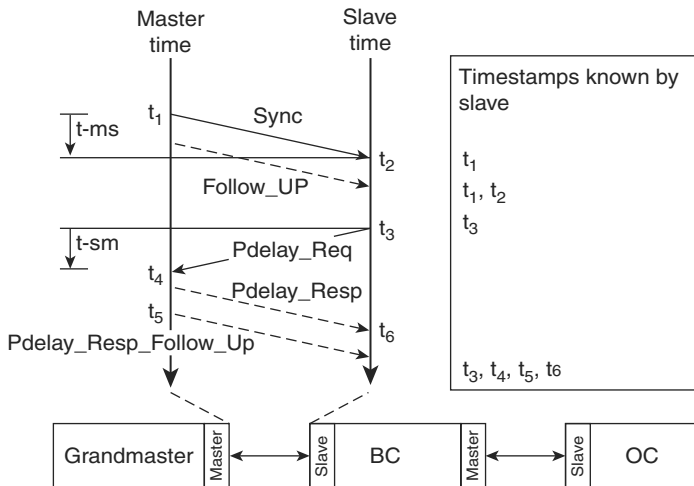 Master
time
Slave
time
Timestamps known by
slave
t1
Sync
t-ms
t2
t1
Follow_UP
t1, t2
t3
t3
t-sm
Pdelay_Req
t4
Pdelay_Resp
t5
t6
Pdelay_Resp_Follow_Up
t3, t4, t5, t6
Grandmaster
Master
Slave
BC
Master
Slave
OC